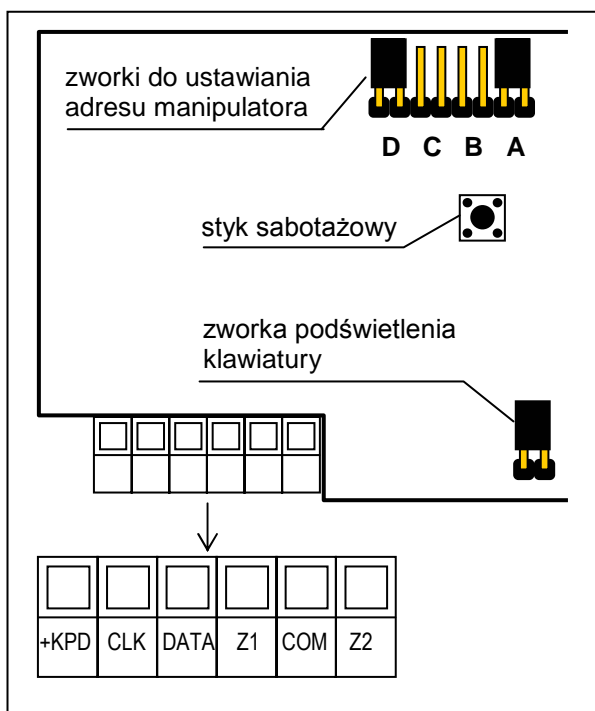 zworki do ustawiania
adresu manipulatora
D C B A
styk sabotażowy
zworka podświetlenia
klawiatury
+KPD CLK DATA Z1 COM Z2